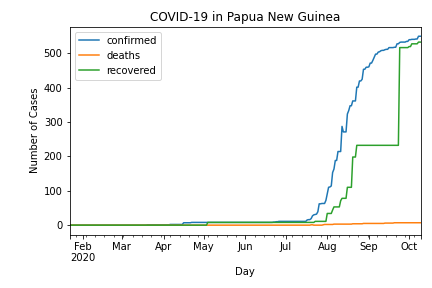 COVID-19 in Papua New Guinea
confirmed
deaths
recovered
Number of Cases
500
400
300
200
100
0
Feb Mar Apr May Jun Jul Aug Sep Oct
2020
Day